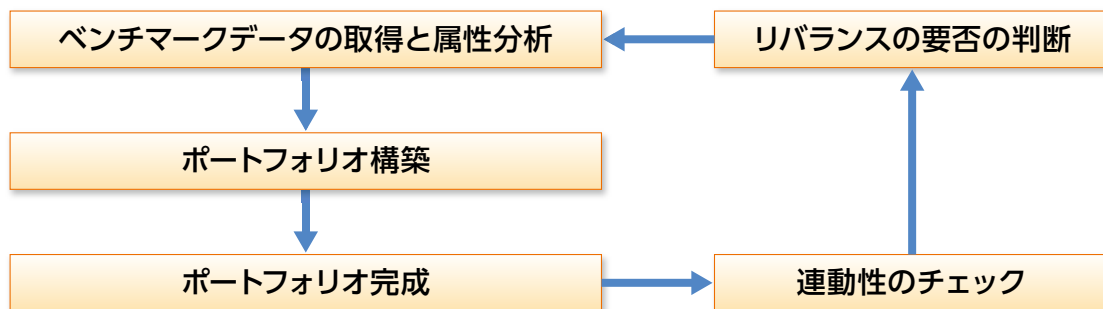 ベンチマークデータの取得と属性分析
リバランスの要否の判断
ポートフォリオ構築
ポートフォリオ完成
連動性のチェック